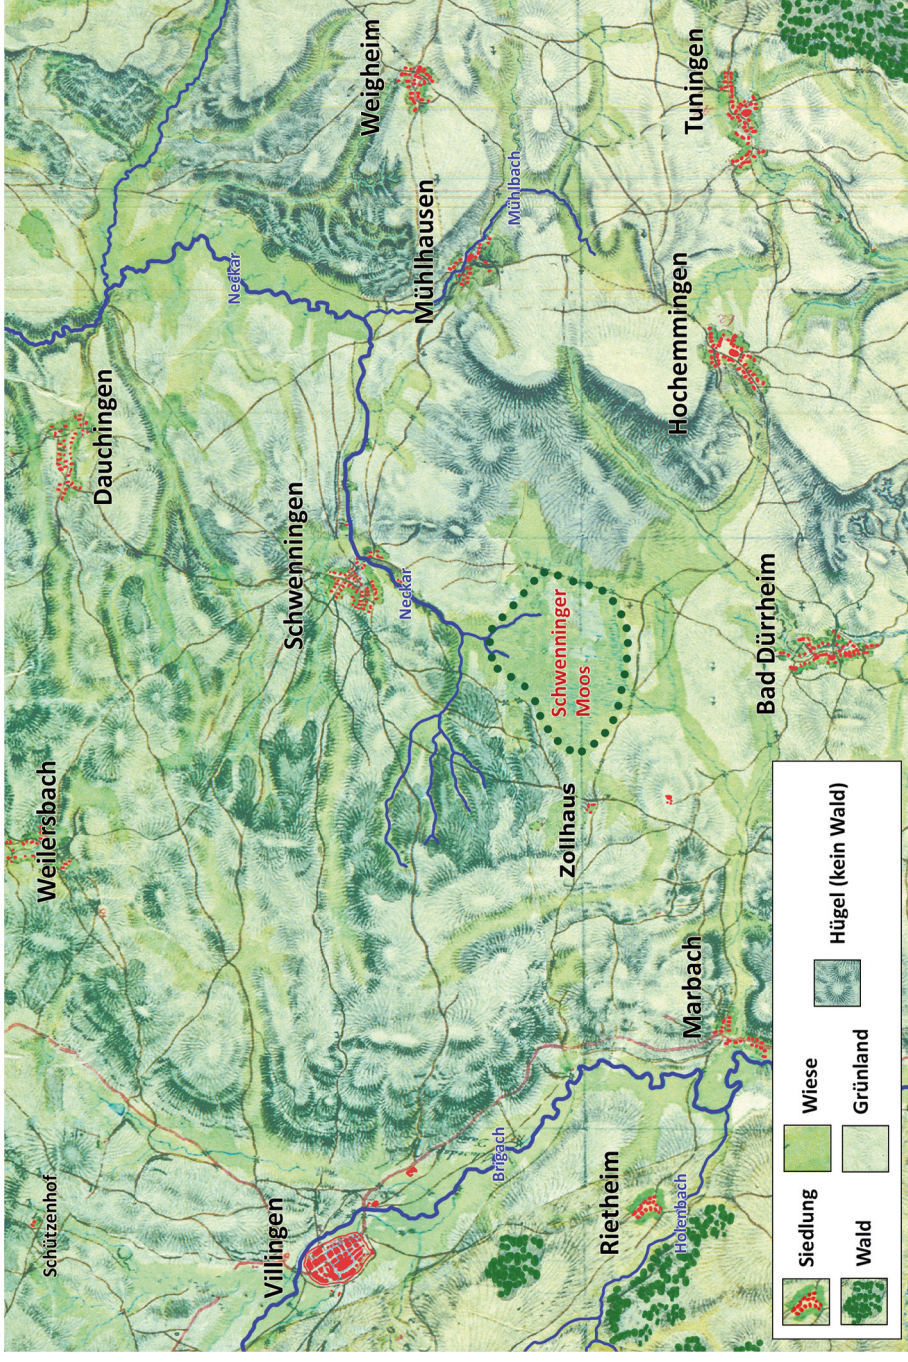 Schützenhof
Weilersbach
Dauchingen
Neckar
Villingen
Schwenningen
Weigheim
Neckar
Mühlhausen
Brigach
Mühlbach
Zollhaus
Schwenninger
Moos
Rietheim
Holenbach
Marbach
Hochemmingen
Tuningen
Bad Dürrheim
Siedlung
Wiese
Hügel (kein Wald)
Wald
Grünland